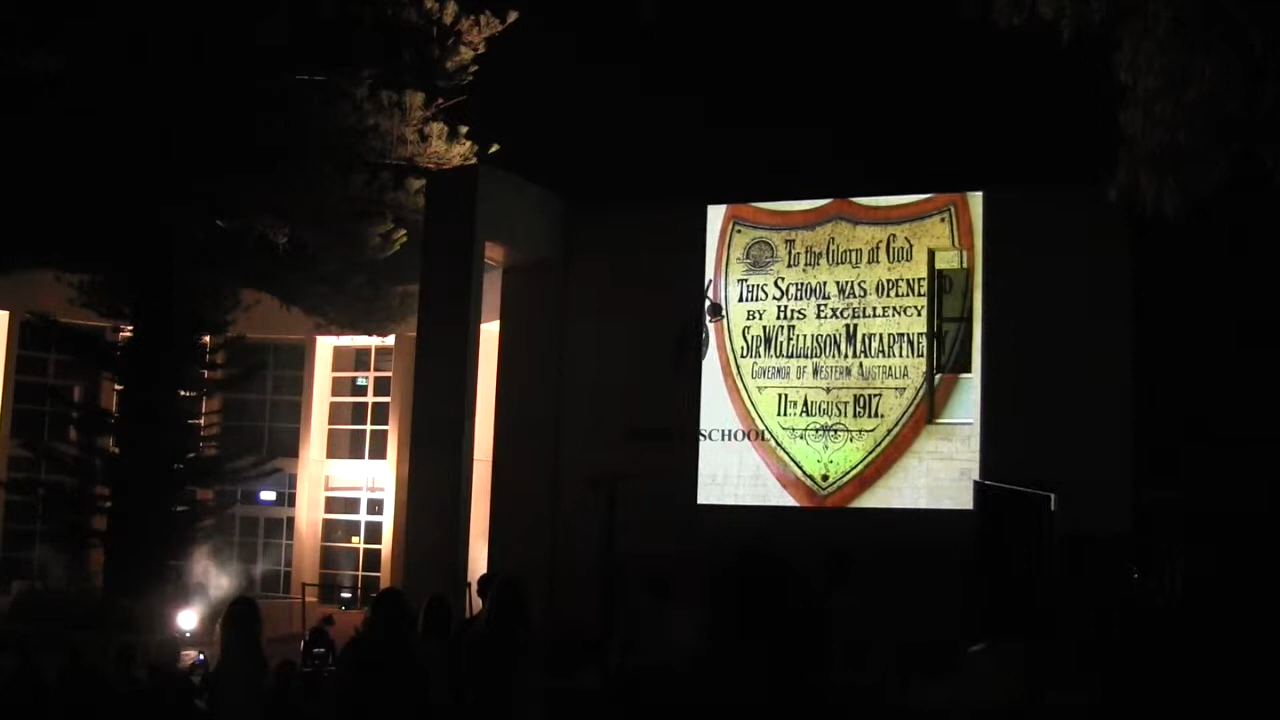 To the Glory of God
THIS SCHOOL WAS OPENED
BY HIS EXCELLENCY
SIR W.G. ELLISON MACARTNEY
GOVERNOR OF WESTERN AUSTRALIA.
11TH AUGUST 1917.
SCHOOL